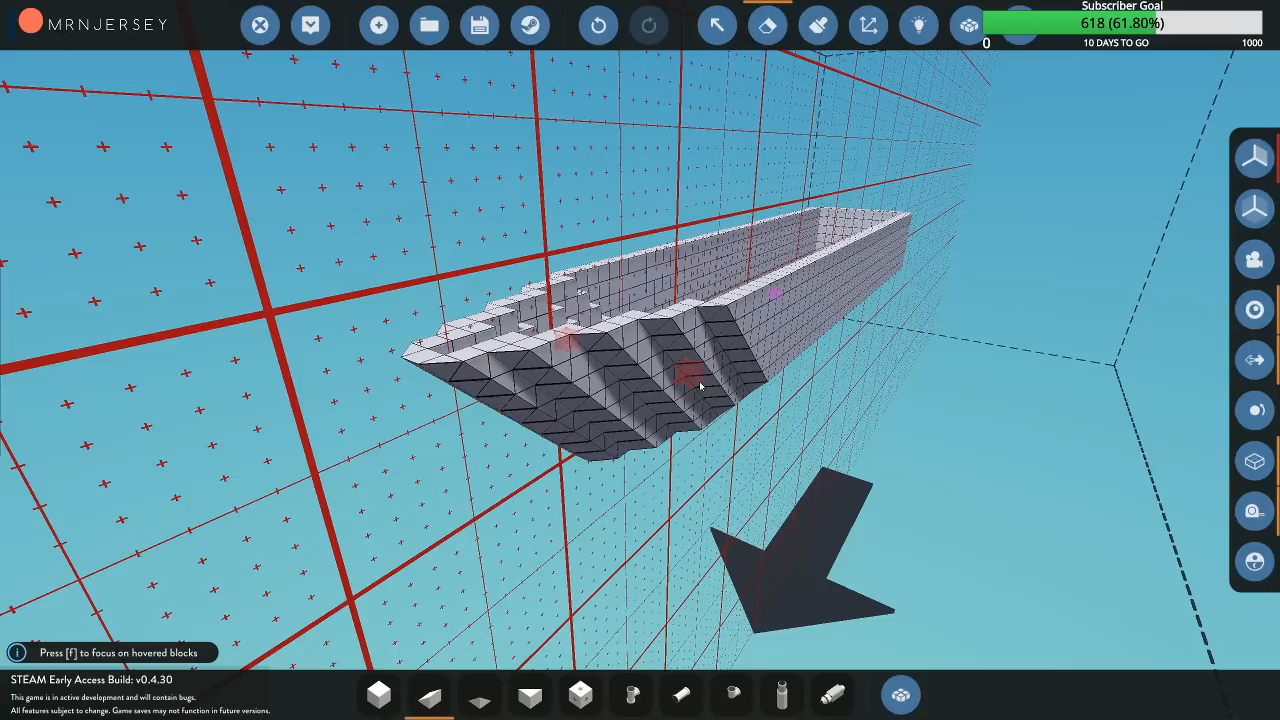 MRNJERSEY
Subscriber Goal
618 (61.80%)
0
10 DAYS TO GO
1000
Press [f] to focus on hovered blocks
STEAM Early Access Build: v0.4.30
This game is in active development and will contain bugs.
All features subject to change. Game saves may not function in future versions.